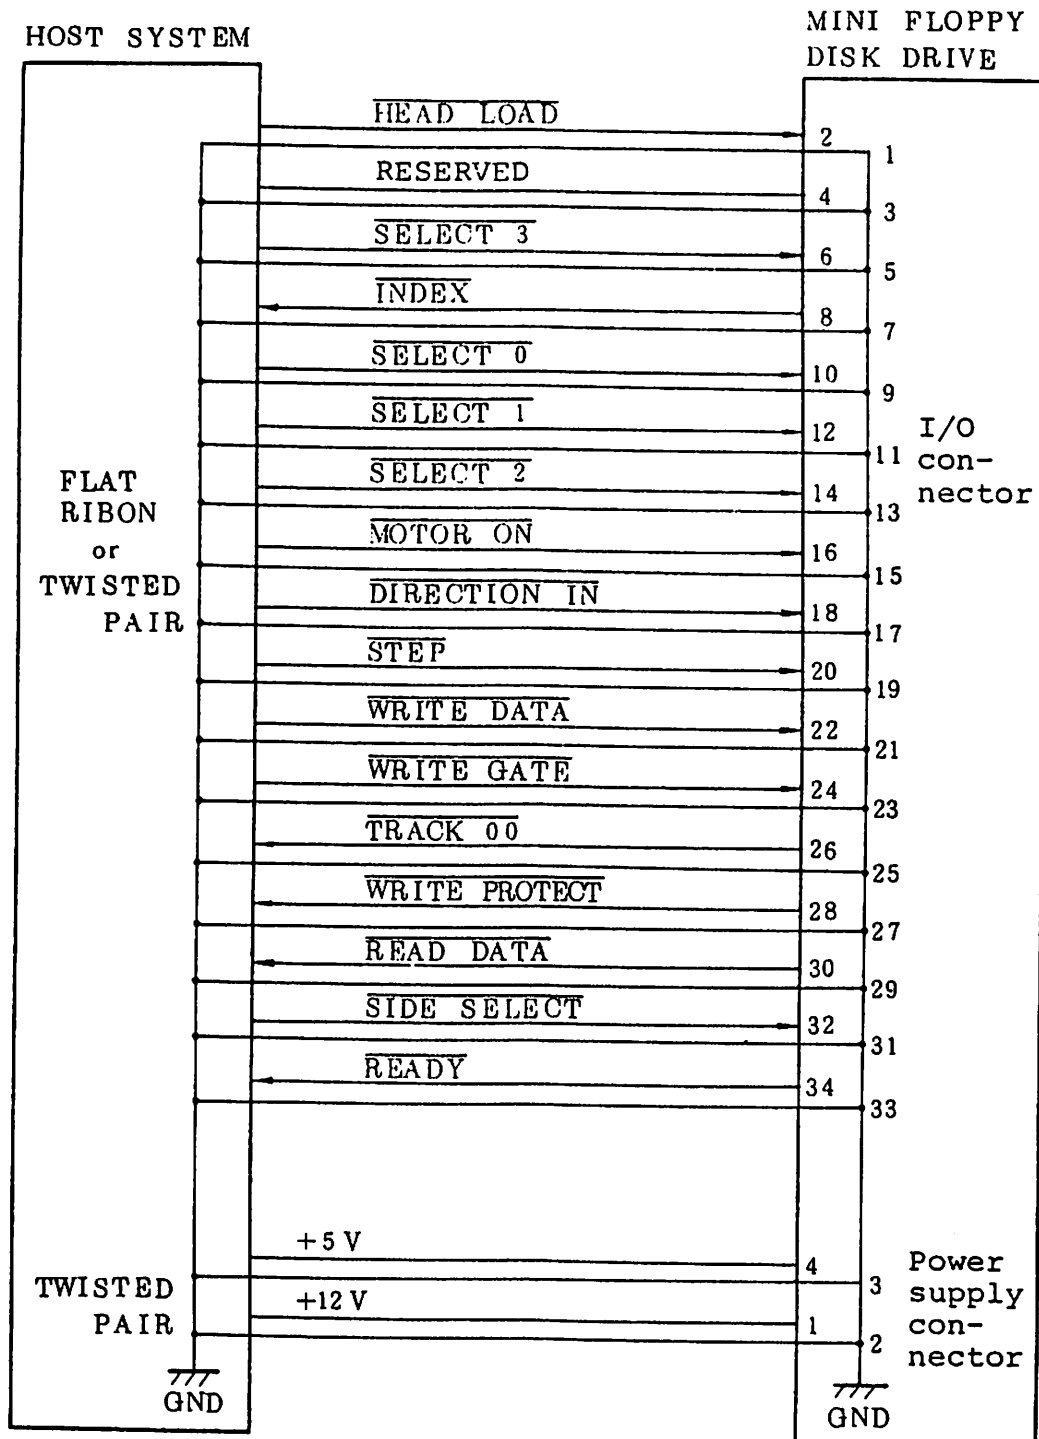 HOST SYSTEM
MINI FLOPPY
DISK DRIVE
HEAD LOAD
2
1
RESERVED
4
3
SELECT 3
6
5
INDEX
8
7
SELECT 0
10
9
SELECT 1
12
11
SELECT 2
14
13
MOTOR ON
16
15
DIRECTION IN
18
17
STEP
20
19
WRITE DATA
22
21
WRITE GATE
24
23
TRACK 00
26
25
WRITE PROTECT
28
27
READ DATA
30
29
SIDE SELECT
32
31
READY
34
33
FLAT
RIBON
or
TWISTED
PAIR
I/O
con-
nector
+5V
4
3
+12V
1
2
TWISTED
PAIR
Power
supply
con-
nector
GND
GND